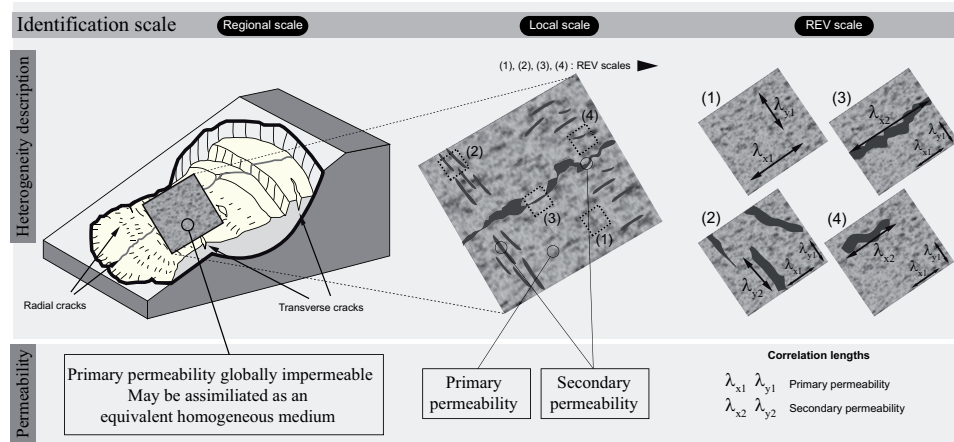 Identification scale
Regional scale
Local scale
REV scale
Heterogeneity description
(1), (2), (3), (4) : REV scales
Radial cracks
Transverse cracks
(2)
(4)
(3)
(1)
(1)
λy1
λx1
(3)
λx2
λy1
λx1
(2)
λy2
λx1
λy1
(4)
λx2
λx1
λy1
Permeability
Primary permeability globally impermeable
May be assimiliated as an
equivalent homogeneous medium
Primary
permeability
Secondary
permeability
Correlation lengths
λx1 λy1 Primary permeability
λx2 λy2 Secondary permeability